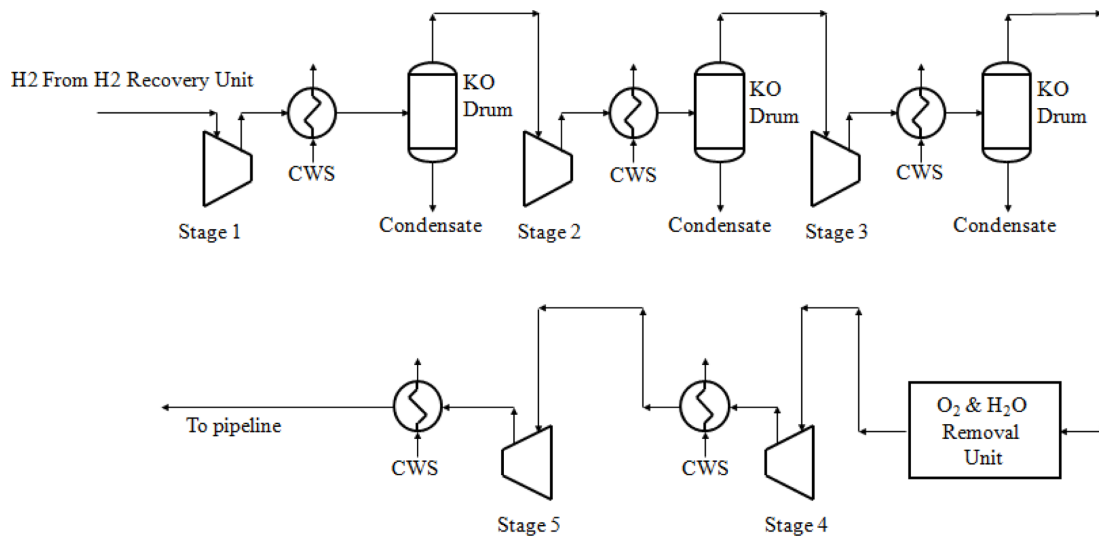 H2 From H2 Recovery Unit
KO
Drum
KO
Drum
KO
Drum
CWS
CWS
CWS
Stage 1
Condensate
Stage 2
Condensate
Stage 3
Condensate
To pipeline
CWS
Stage 5
CWS
Stage 4
O₂ & H₂O
Removal
Unit